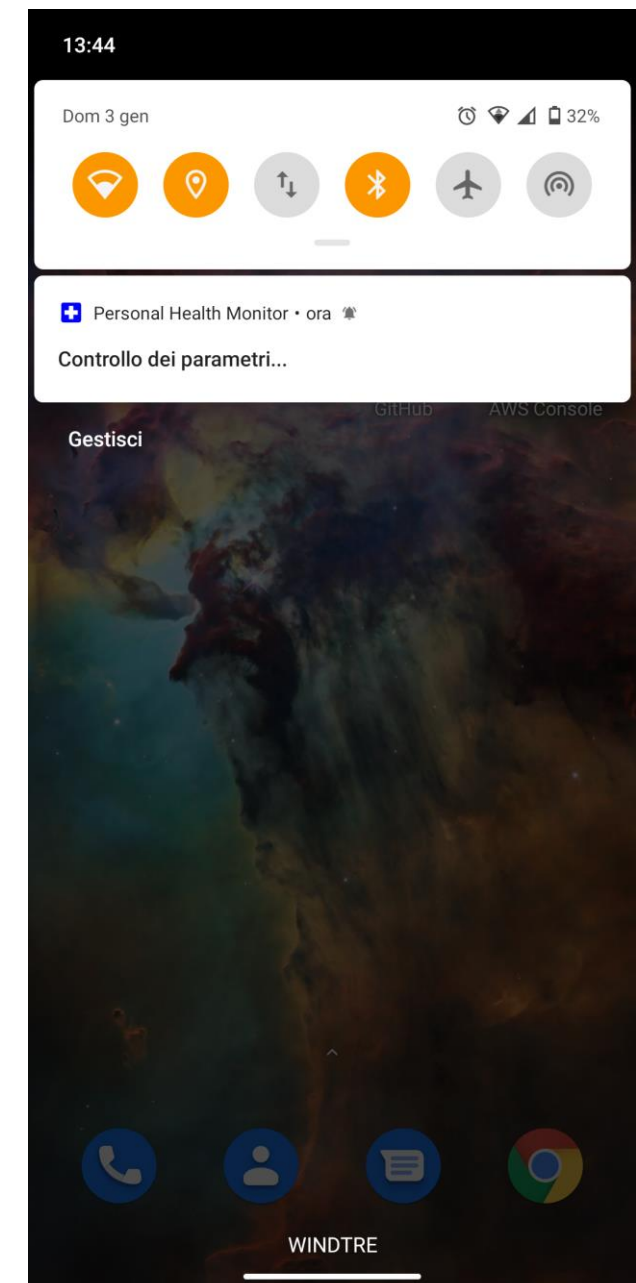 13:44
Dom 3 gen 32%
Personal Health Monitor • ora
Controllo dei parametri...
GitHub AWS Console
Gestisci
WINDTRE